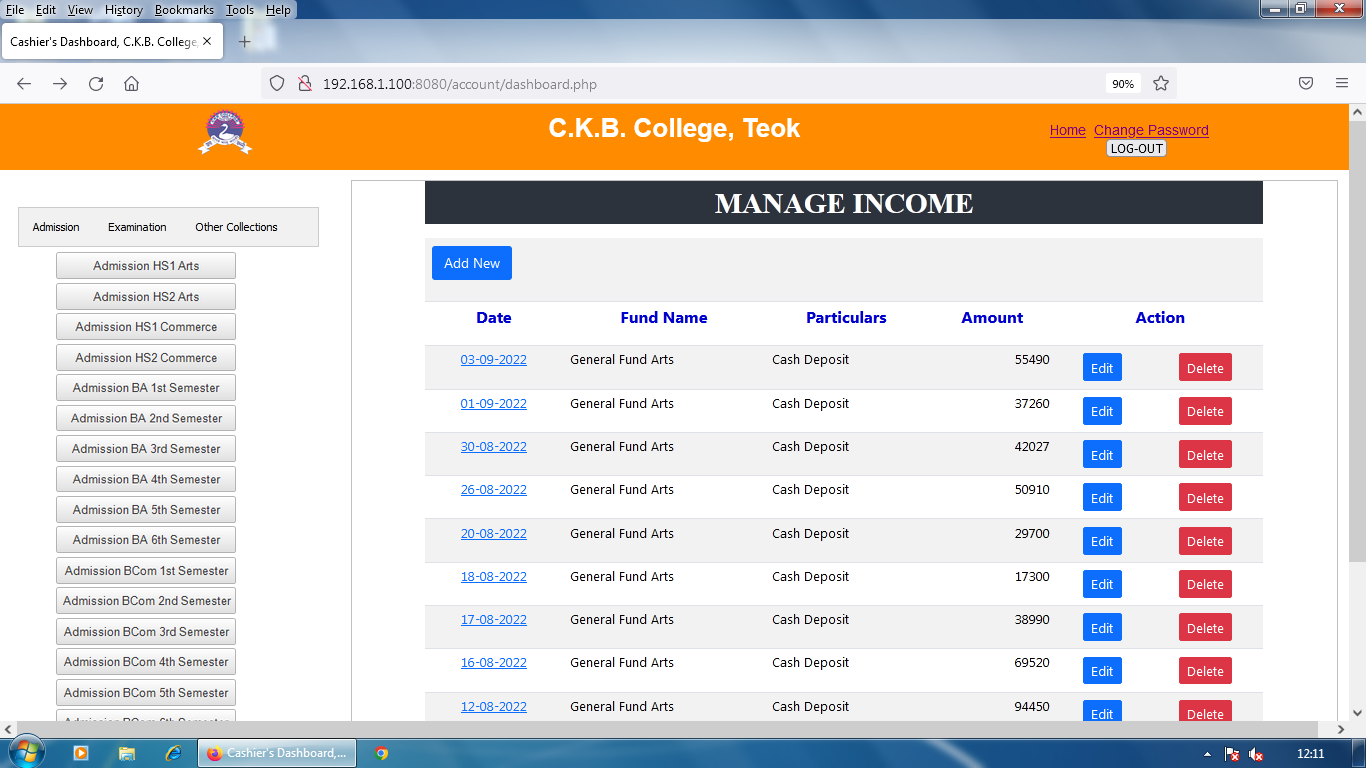 File Edit View History Bookmarks Tools Help
Cashier's Dashboard, C.K.B. College,
192.168.1.100:8080/account/dashboard.php 90%
C.K.B. College, Teok
Home Change Password
LOG-OUT
Admission Examination Other Collections
Admission HS1 Arts
Admission HS2 Arts
Admission HS1 Commerce
Admission HS2 Commerce
Admission BA 1st Semester
Admission BA 2nd Semester
Admission BA 3rd Semester
Admission BA 4th Semester
Admission BA 5th Semester
Admission BA 6th Semester
Admission BCom 1st Semester
Admission BCom 2nd Semester
Admission BCom 3rd Semester
Admission BCom 4th Semester
Admission BCom 5th Semester
Admission BCom 6th Semester
MANAGE INCOME
Add New
Date Fund Name Particulars Amount Action
03-09-2022 General Fund Arts Cash Deposit 55490 Edit Delete
01-09-2022 General Fund Arts Cash Deposit 37260 Edit Delete
30-08-2022 General Fund Arts Cash Deposit 42027 Edit Delete
26-08-2022 General Fund Arts Cash Deposit 50910 Edit Delete
20-08-2022 General Fund Arts Cash Deposit 29700 Edit Delete
18-08-2022 General Fund Arts Cash Deposit 17300 Edit Delete
17-08-2022 General Fund Arts Cash Deposit 38990 Edit Delete
16-08-2022 General Fund Arts Cash Deposit 69520 Edit Delete
12-08-2022 General Fund Arts Cash Deposit 94450 Edit Delete
Cashier's Dashboard,... 12:11